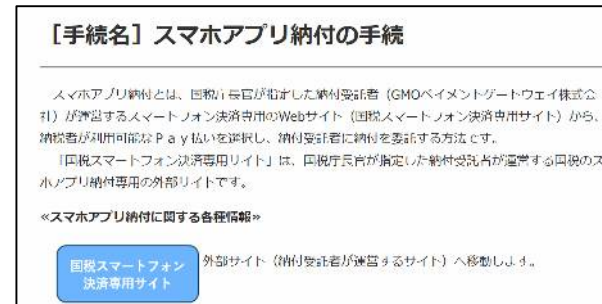 ［手続名］スマホアプリ納付の手続
スマホアプリ納付とは、国税庁長官が指定した納付受託者（GMOペイメントゲートウェイ株式会
社）が運営するスマートフォン決済専用のWebサイト（国税スマートフォン決済専用サイト）から、
納税者が利用可能なＰａｙ払いを選択し、納付受託者に納付を委託する方法です。
「国税スマートフォン決済専用サイト」は、国税庁長官が指定した納付受託者が運営する国税のス
ホアプリ納付専用の外部サイトです。
≪スマホアプリ納付に関する各種情報≫
国税スマートフォン
決済専用サイト
外部サイト（納付受託者が運営するサイト）へ移動します。